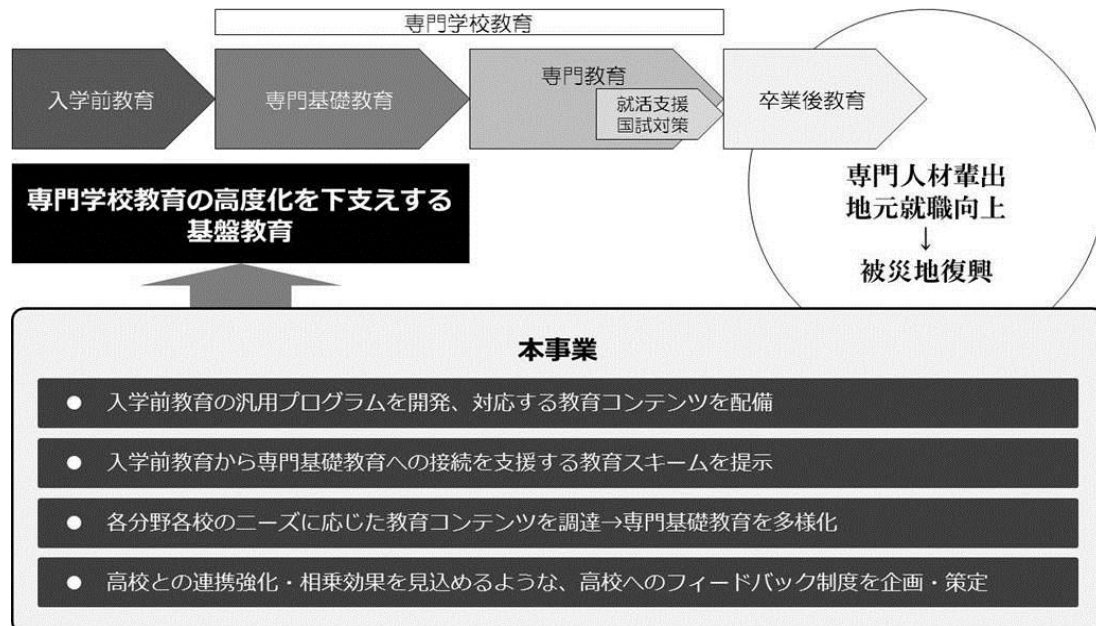 専門学校教育
入学前教育
専門基礎教育
専門教育
就活支援
国試対策
卒業後教育
専門学校教育の高度化を下支えする
基盤教育
専門人材輩出
地元就職向上
↓
被災地復興
本事業
● 入学前教育の汎用プログラムを開発、対応する教育コンテンツを配備
● 入学前教育から専門基礎教育への接続を支援する教育スキームを提示
● 各分野各校のニーズに応じた教育コンテンツを調達→専門基礎教育を多様化
● 高校との連携強化・相乗効果を見込めるような、高校へのフィードバック制度を企画・策定